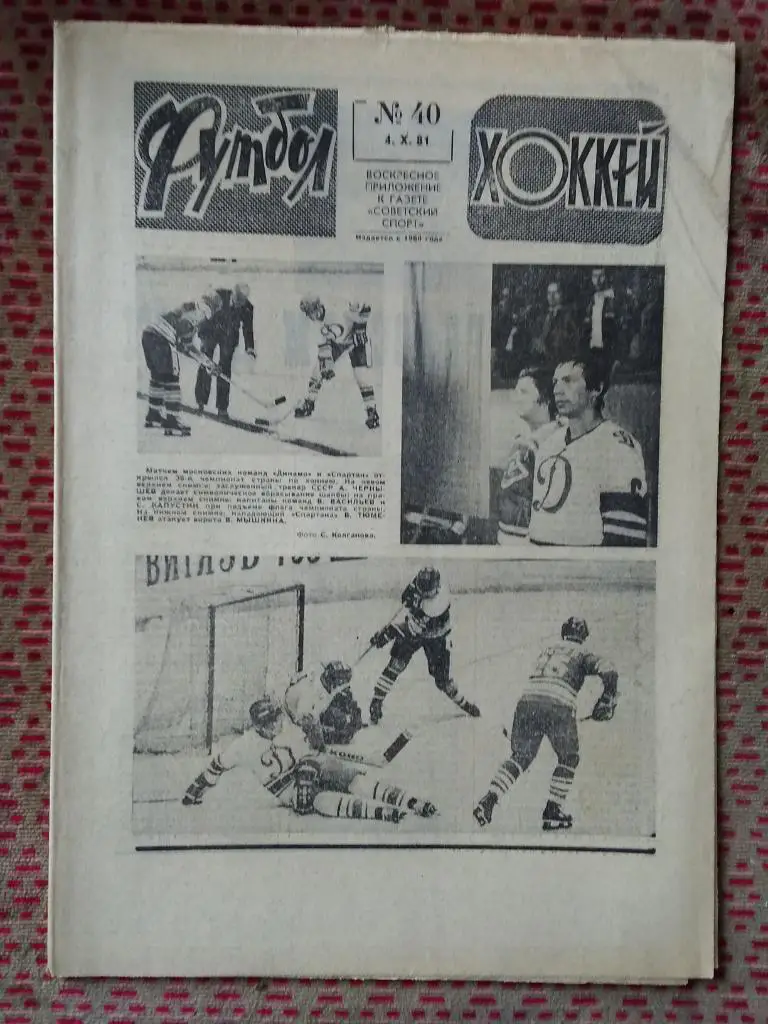 Футбол
№ 40
4. X. 81
ВОСКРЕСНОЕ
ПРИЛОЖЕНИЕ
К ГАЗЕТЕ
«СОВЕТСКИЙ
СПОРТ»
Издается с 1960 года
ХОККЕЙ
Матчем московских команд «Динамо» и «Спартак» от-
крылся 36-й чемпионат страны по хоккею. На левом
верхнем снимке: заслуженный тренер СССР А. ЧЕРНЫ-
ШЕВ делает символическое вбрасывание шайбы; на пра-
вом верхнем снимке: капитаны команд В. ВАСИЛЬЕВ и
С. КАПУСТИН при подъеме флага чемпионата страны.
На нижнем снимке: нападающий «Спартака» В. ТЮМЕ-
НЕВ атакует ворота В. МЫШКИНА.
Фото С. Колганова.
ВИТЯЗЬ
Д
Д
Д
KOHO